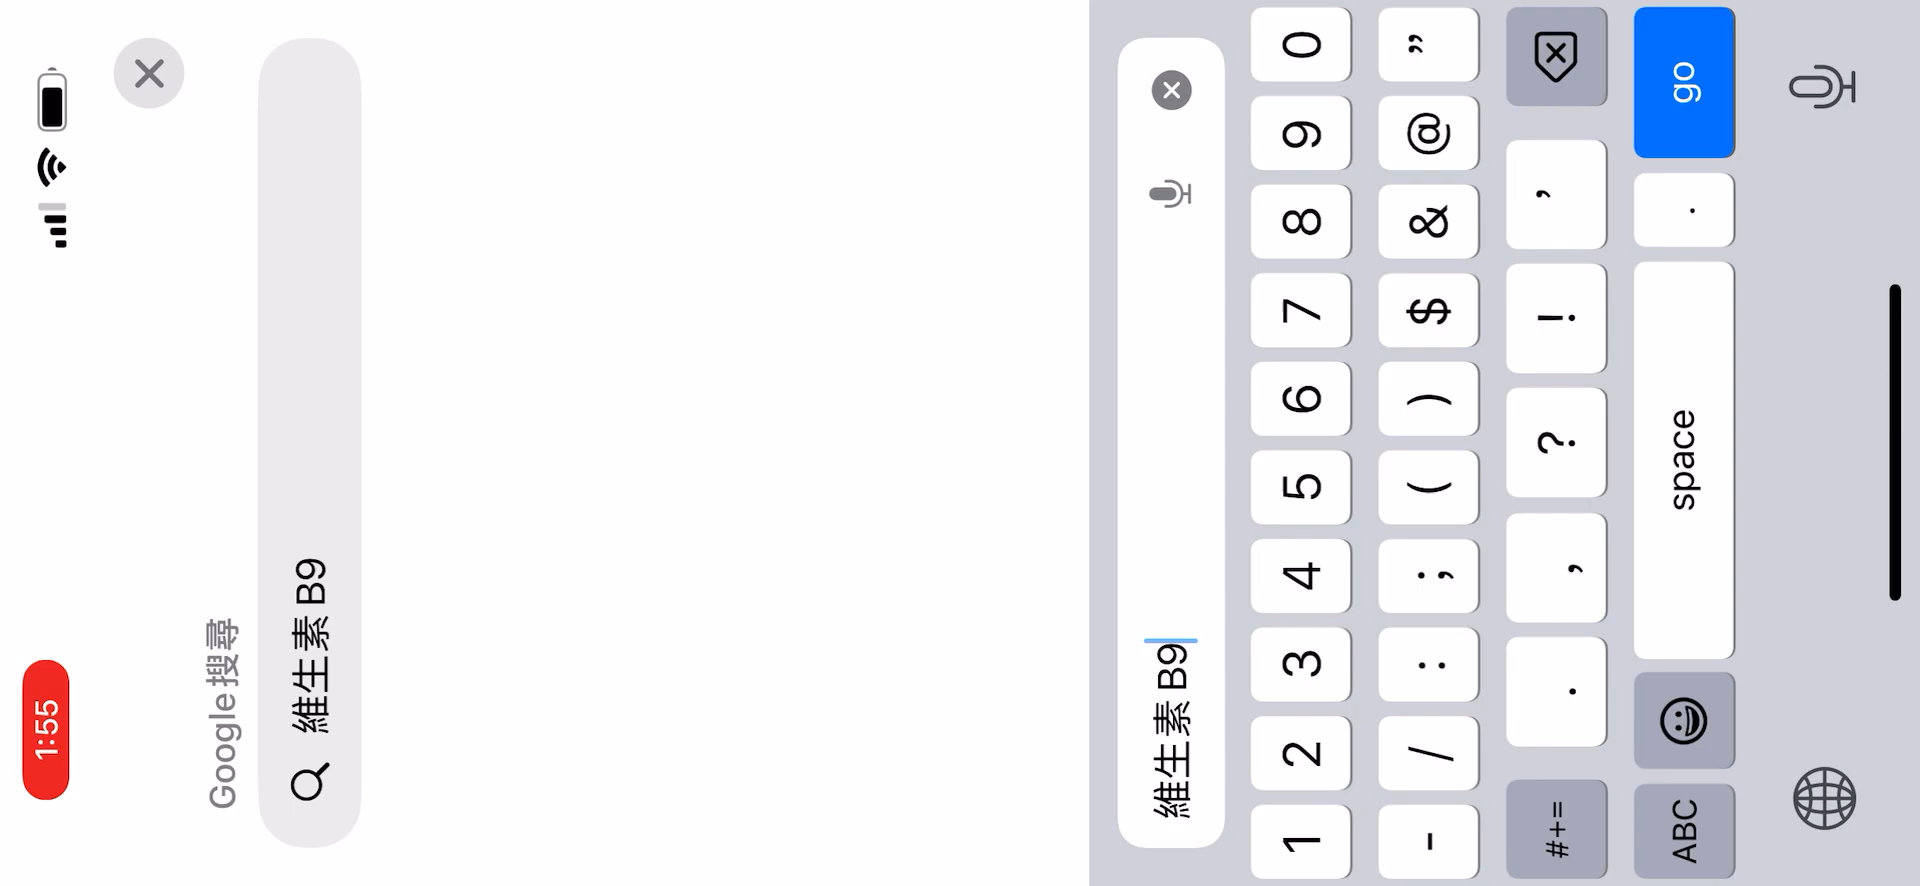 1:55
Google 搜尋
維生素 B9
維生素 B9
1 2 3 4 5 6 7 8 9 0
- / : ; ( ) $ & @ ”
#+= . , ? ! ’
ABC space . go